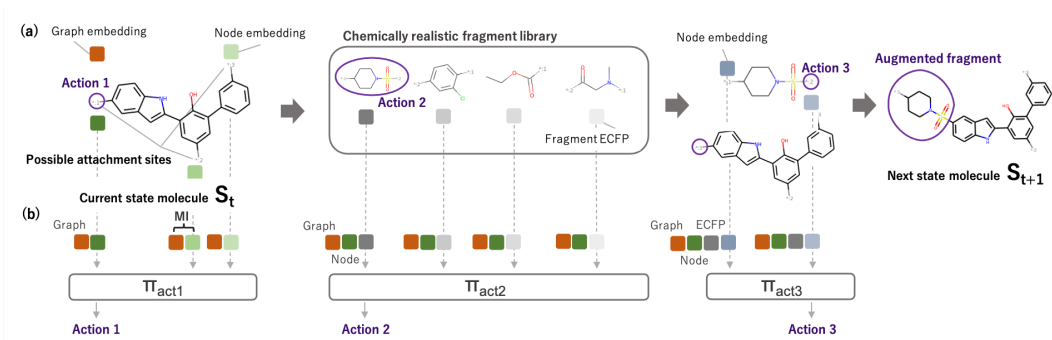 (a)
Graph embedding
Node embedding
Action 1
Possible attachment sites
Current state molecule St
Chemically realistic fragment library
Action 2
Fragment ECFP
Node embedding
Action 3
Augmented fragment
Next state molecule St+1
(b)
Graph
MI
Graph
Node
Graph ECFP
Node
πact1
πact2
πact3
Action 1
Action 2
Action 3